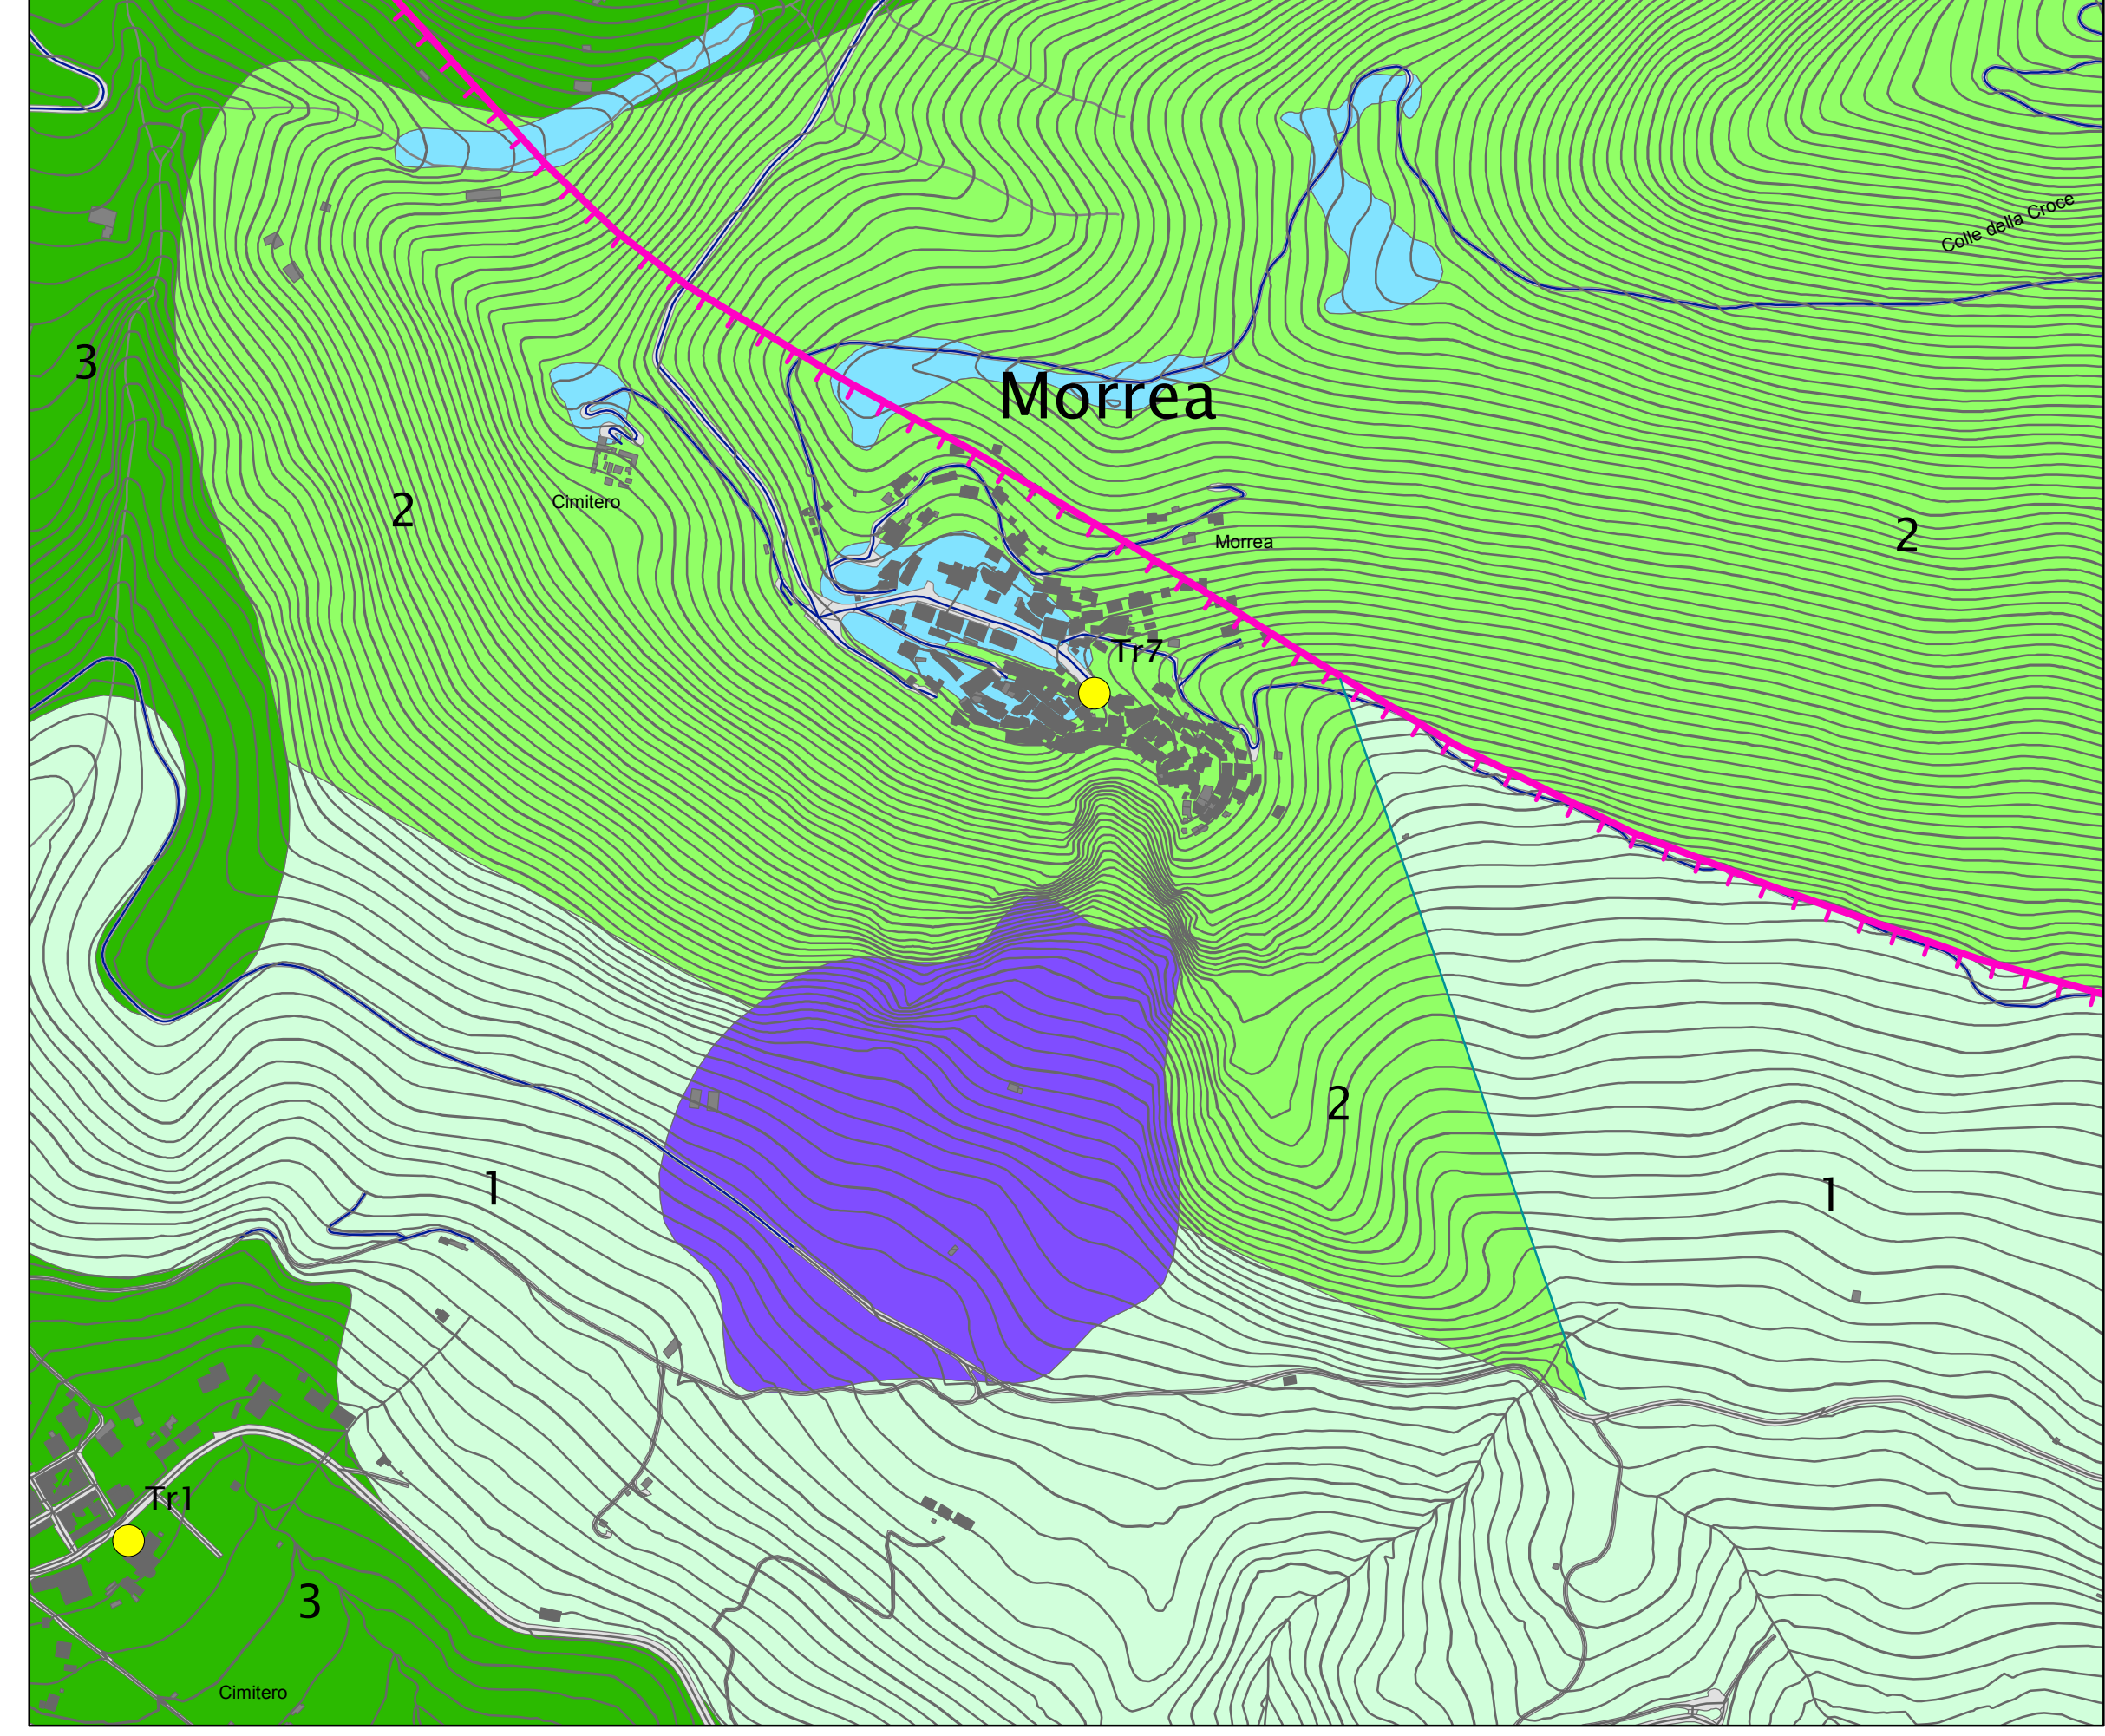 Colle della Croce
3
Morrea
2
Cimitero
2
Morrea
Tr7
2
1
1
Tr1
3
Cimitero